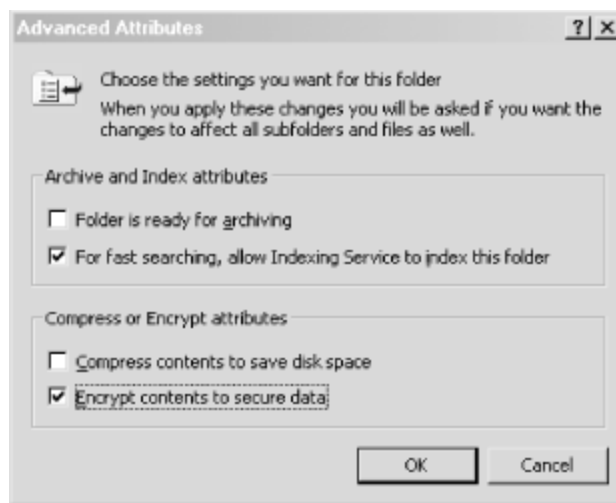 Advanced Attributes
Choose the settings you want for this folder
When you apply these changes you will be asked if you want the
changes to affect all subfolders and files as well.
Archive and Index attributes
Folder is ready for archiving
For fast searching, allow Indexing Service to index this folder
Compress or Encrypt attributes
Compress contents to save disk space
Encrypt contents to secure data
OK Cancel